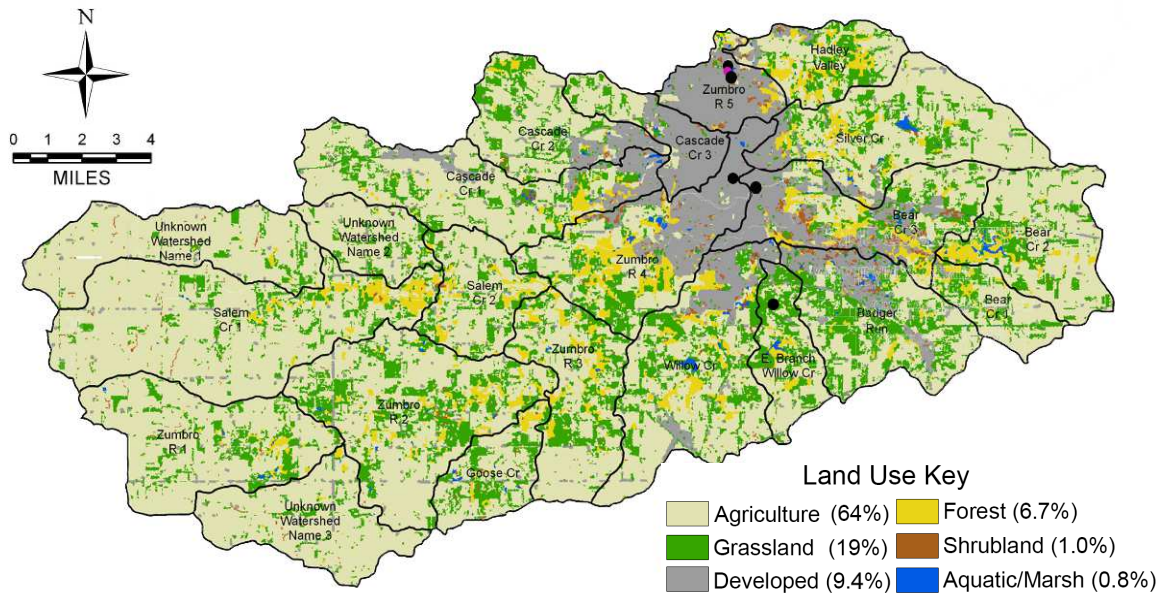 N
0 1 2 4
MILES
Hadley
Valley
Zumbro
R 5
Cascade
Cr 2
Cascade
Cr 3
Silver Cr
Cascade
Cr 1
Unknown
Watershed
Name 1
Unknown
Watershed
Name 2
Bear
Cr 3
Bear
Cr 2
Zumbro
R 4
Salem
Cr 2
Salem
Cr 1
Bear
Cr 1
Badger
Run
Zumbro
R 3
Willow Cr
E. Branch
Willow Cr
Zumbro
R 2
Zumbro
R 1
Goose Cr
Unknown
Watershed
Name 3
Land Use Key
Agriculture (64%)
Forest (6.7%)
Grassland (19%)
Shrubland (1.0%)
Developed (9.4%)
Aquatic/Marsh (0.8%)